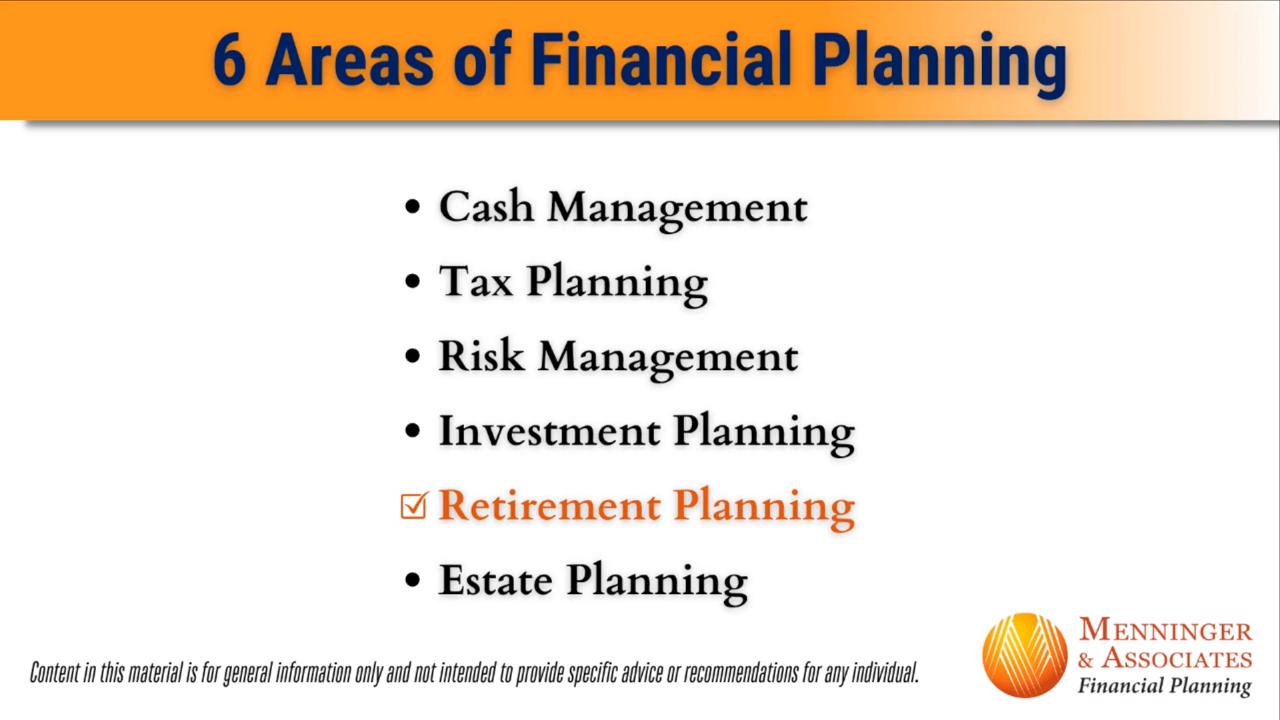 6 Areas of Financial Planning
• Cash Management
• Tax Planning
• Risk Management
• Investment Planning
☑ Retirement Planning
• Estate Planning
Content in this material is for general information only and not intended to provide specific advice or recommendations for any individual.
MENNINGER
& ASSOCIATES
Financial Planning